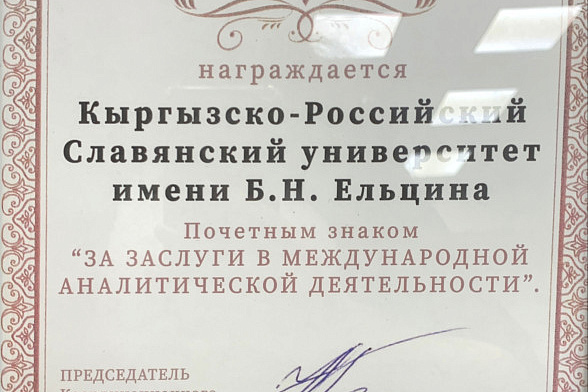 награждается
Кыргызско-Российский
Славянский университет
имени Б.Н. Ельцина
Почетным знаком
“ЗА ЗАСЛУГИ В МЕЖДУНАРОДНОЙ
АНАЛИТИЧЕСКОЙ ДЕЯТЕЛЬНОСТИ”.
ПРЕДСЕДАТЕЛЬ